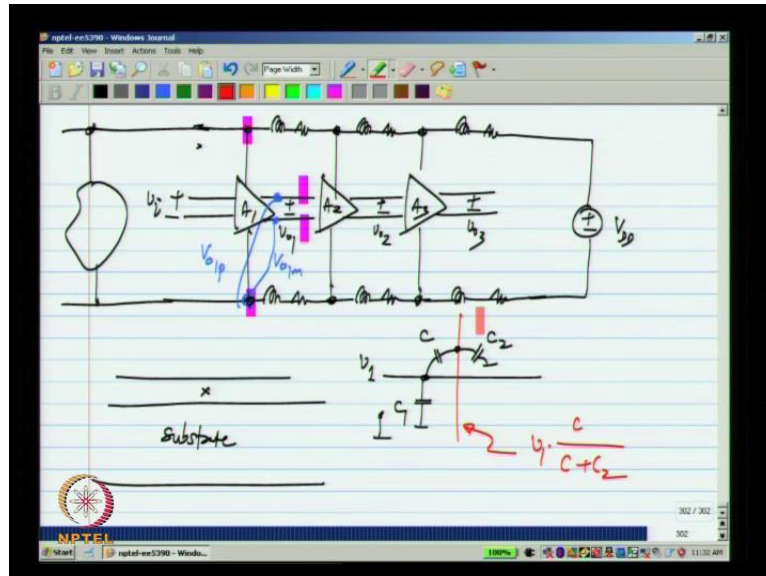 nptel-ee5390 - Windows Journal
File Edit View Insert Actions Tools Help
Page Width
B I
Vi + - A1 + - Vo1 A2 + - Vo2 A3 + - Vo3 + - VDD
Vo1p Vo1m
x
Substrate
V1 C C2
C1
V1 . C / C + C2
NPTEL
302 / 302
302
Start nptel-ee5390 - Windo... 100% 11:32 AM